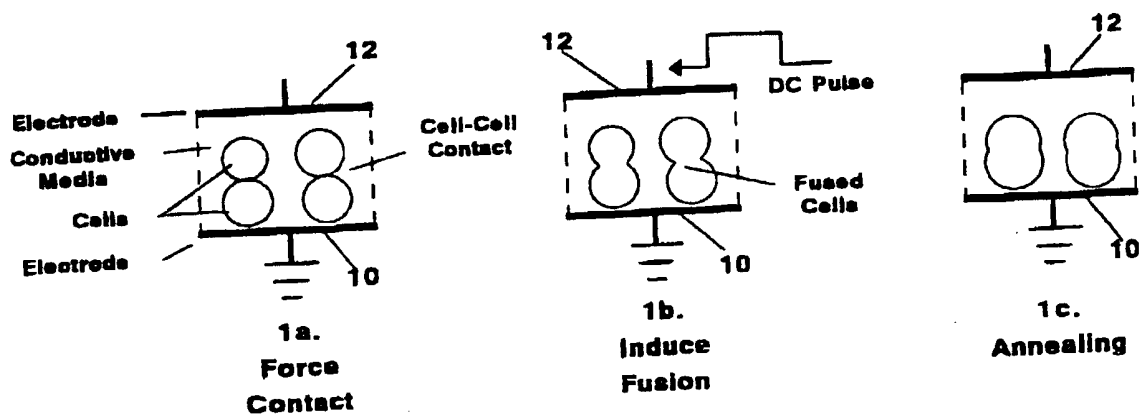 12
Electrode
Conductive
Media
Cells
Electrode
Cell-Cell
Contact
10
1a.
Force
Contact
12
DC Pulse
Fused
Cells
10
1b.
Induce
Fusion
12
10
1c.
Annealing